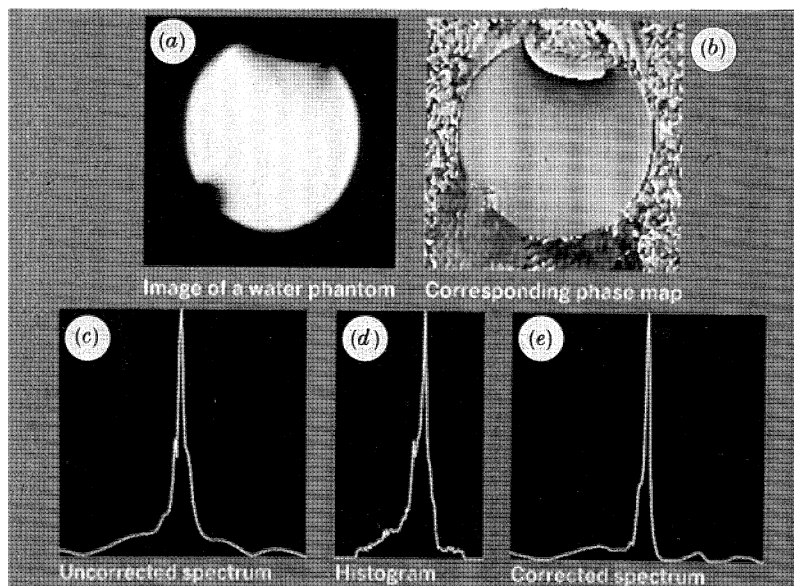 (a)
(b)
Image of a water phantom
Corresponding phase map
(c)
(d)
(e)
Uncorrected spectrum
Histogram
Corrected spectrum